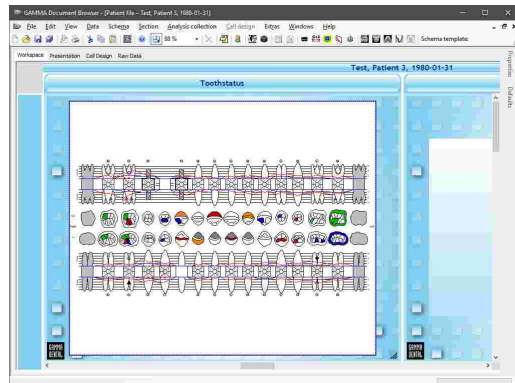 GAMMA Document Browser - [Patient file - Test, Patient 3, 1980-01-31]
File Edit View Date Schema Section Analysis collection Cell design Extras Windows Help
88 % Schema template:
Workspace Presentation Cell Design Raw Data
Properties
Defaults
Test, Patient 3, 1980-01-31
Toothstatus
GAMMA DENTAL
GAMMA DENTAL